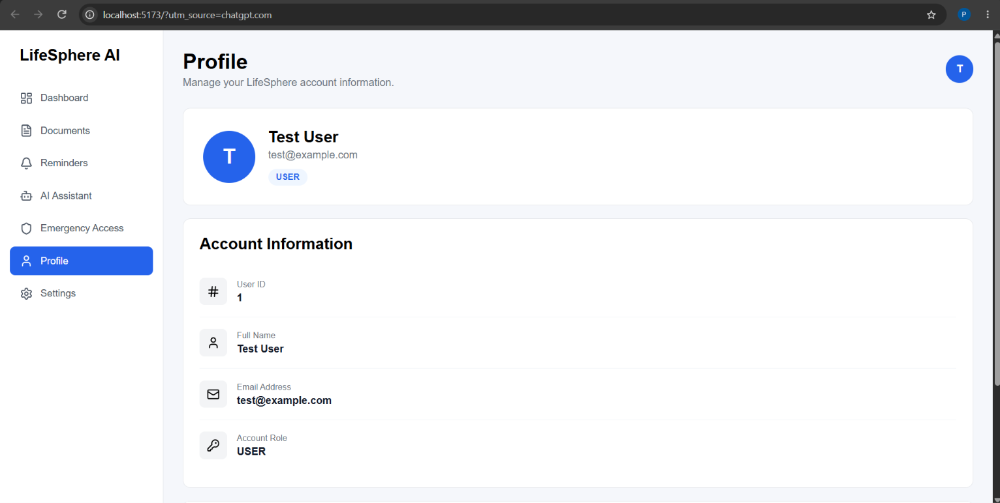 localhost:5173/?utm_source=chatgpt.com
P
LifeSphere AI
Dashboard
Documents
Reminders
AI Assistant
Emergency Access
Profile
Settings
Profile
Manage your LifeSphere account information.
T
T
Test User
test@example.com
USER
Account Information
User ID
1
Full Name
Test User
Email Address
test@example.com
Account Role
USER